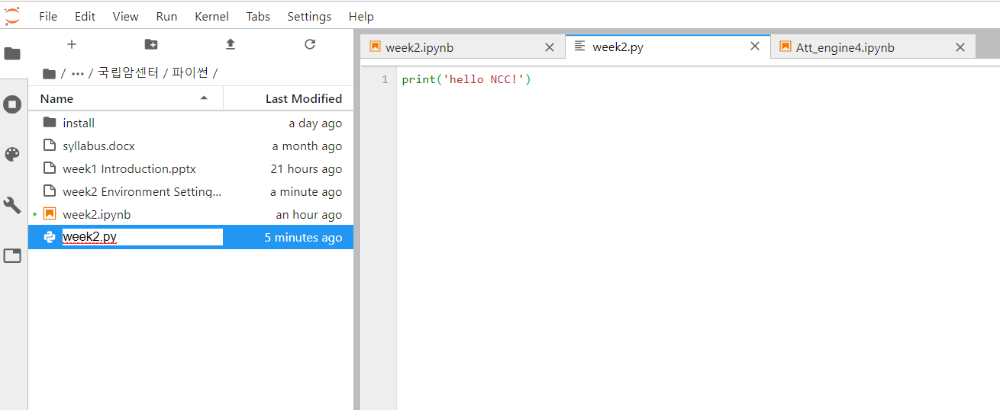 File Edit View Run Kernel Tabs Settings Help
week2.ipynb week2.py Att_engine4.ipynb
/ ··· / 국립암센터 / 파이썬 /
Name Last Modified
install a day ago
syllabus.docx a month ago
week1 Introduction.pptx 21 hours ago
week2 Environment Setting... a minute ago
week2.ipynb an hour ago
week2.py 5 minutes ago
1 print('hello NCC!')